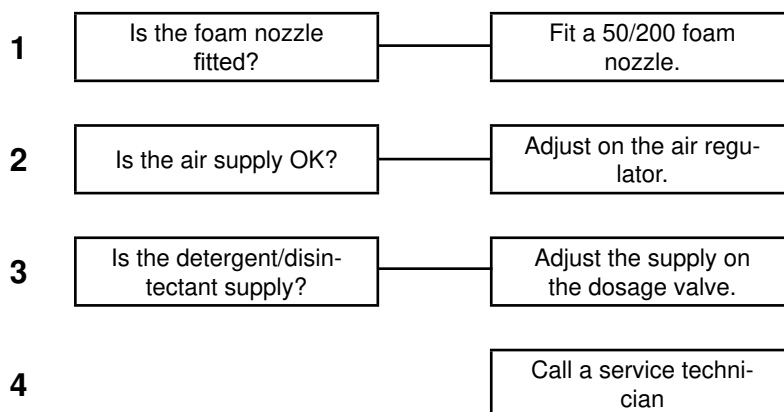 1
Is the foam nozzle
fitted?
Fit a 50/200 foam
nozzle.
2
Is the air supply OK?
Adjust on the air regu-
lator.
3
Is the detergent/disin-
tectant supply?
Adjust the supply on
the dosage valve.
4
Call a service techni-
cian